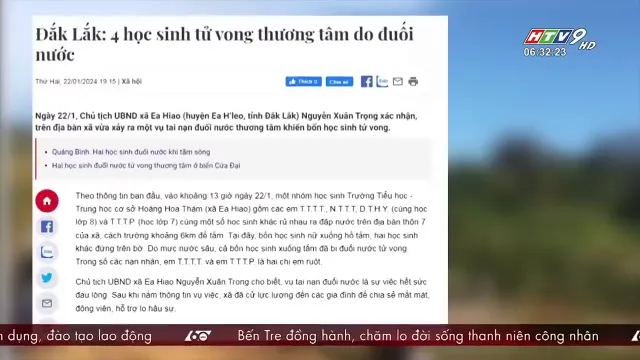 Đắk Lắk: 4 học sinh tử vong thương tâm do đuối
nước
HTV9 HD
06:32:23
Thứ Hai, 22/01/2024 19:15 | Xã hội
Thích 0
Chia sẻ
Ngày 22/1, Chủ tịch UBND xã Ea Hiao (huyện Ea H'leo, tỉnh Đăk Lăk) Nguyễn Xuân Trọng xác nhận,
trên địa bàn xã vừa xảy ra một vụ tai nạn đuối nước thương tâm khiến bốn học sinh tử vong.
Quảng Bình: Hai học sinh đuối nước khi tắm sông
Hai học sinh đuối nước tử vong thương tâm ở biển Cửa Đại
Theo thông tin ban đầu, vào khoảng 13 giờ ngày 22/1, một nhóm học sinh Trường Tiểu học -
Trung học cơ sở Hoàng Hoa Thám (xã Ea Hiao) gồm các em T.T.T.T., N.T.T.T, D.T.H.Y. (cùng học
lớp 8) và T.T.T.P. (học lớp 7) cùng một số học sinh khác rủ nhau ra đập nước trên địa bàn thôn 7
của xã, cách trường khoảng 6km để tắm. Tại đây, bốn học sinh nữ xuống hồ tắm, hai học sinh
khác đứng trên bờ. Do mực nước sâu, cả bốn học sinh xuống tắm đã bị đuối nước tử vong.
Trong số các nạn nhân, em T.T.T.T. và em T.T.T.P. là hai chị em ruột.
Chủ tịch UBND xã Ea Hiao Nguyễn Xuân Trọng cho biết, vụ tai nạn đuối nước là sự việc hết sức
đau lòng. Sau khi nắm thông tin vụ việc, xã đã cử lực lượng đến các gia đình để chia sẻ mất mát,
động viên, hỗ trợ lo hậu sự.
n dụng, đào tạo lao động
Bến Tre đồng hành, chăm lo đời sống thanh niên công nhân